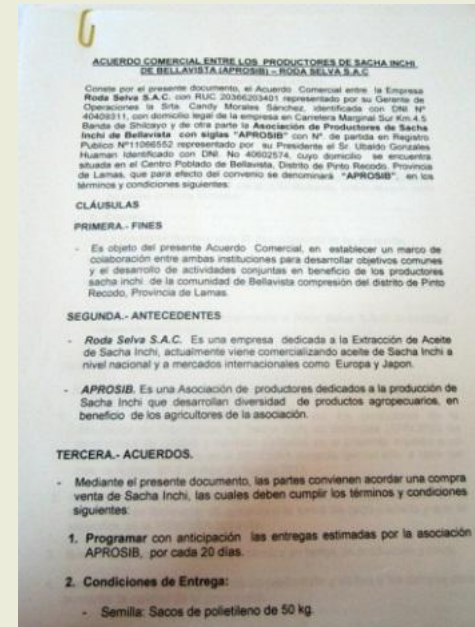 ACUERDO COMERCIAL ENTRE LOS PRODUCTORES DE SACHA INCHI
DE BELLAVISTA (APROSIB) – RODA SELVA S.A.C
Conste por el presente documento, el Acuerdo Comercial entre la Empresa
Roda Selva S.A.C. con RUC 20366203401 representado por su Gerente de
Operaciones la Srta. Candy Morales Sánchez, identificada con DNI Nº
40409311, con domicilio legal de la empresa en Carretera Marginal Sur Km.4.5
Banda de Shilcayo y de otra parte la Asociación de Productores de Sacha
Inchi de Bellavista con siglas "APROSIB" con Nº de partida en Registro
Publico Nº11066552 representado por su Presidente el Sr. Ubaldo Gonzales
Huaman Identificado con DNI. No 40602574, cuyo domicilio se encuentra
situada en el Centro Poblado de Bellavista, Distrito de Pinto Recodo, Provincia
de Lamas, que para efecto del convenio se denominará "APROSIB", en los
términos y condiciones siguientes:
CLÁUSULAS
PRIMERA.- FINES
- Es objeto del presente Acuerdo Comercial, en establecer un marco de
colaboración entre ambas instituciones para desarrollar objetivos comunes
y el desarrollo de actividades conjuntas en beneficio de los productores
sacha inchi de la comunidad de Bellavista compresión del distrito de Pinto
Recodo, Provincia de Lamas.
SEGUNDA.- ANTECEDENTES
- Roda Selva S.A.C. Es una empresa dedicada a la Extracción de Aceite
de Sacha Inchi, actualmente viene comercializando aceite de Sacha Inchi a
nivel nacional y a mercados internacionales como Europa y Japon.
- APROSIB. Es una Asociación de productores dedicados a la producción de
Sacha Inchi que desarrollan diversidad de productos agropecuarios, en
beneficio de los agricultores de la asociación.
TERCERA.- ACUERDOS.
- Mediante el presente documento, las partes convienen acordar una compra
venta de Sacha Inchi, las cuales deben cumplir los términos y condiciones
siguientes:
1. Programar con anticipación las entregas estimadas por la asociación
APROSIB, por cada 20 días.
2. Condiciones de Entrega:
- Semilla: Sacos de polietileno de 50 kg.